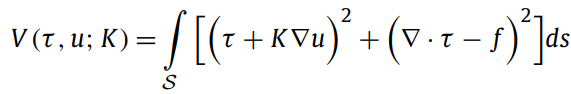 V(τ, u; K) = ∫_S [(τ + K∇u)² + (∇ · τ − f)²] ds